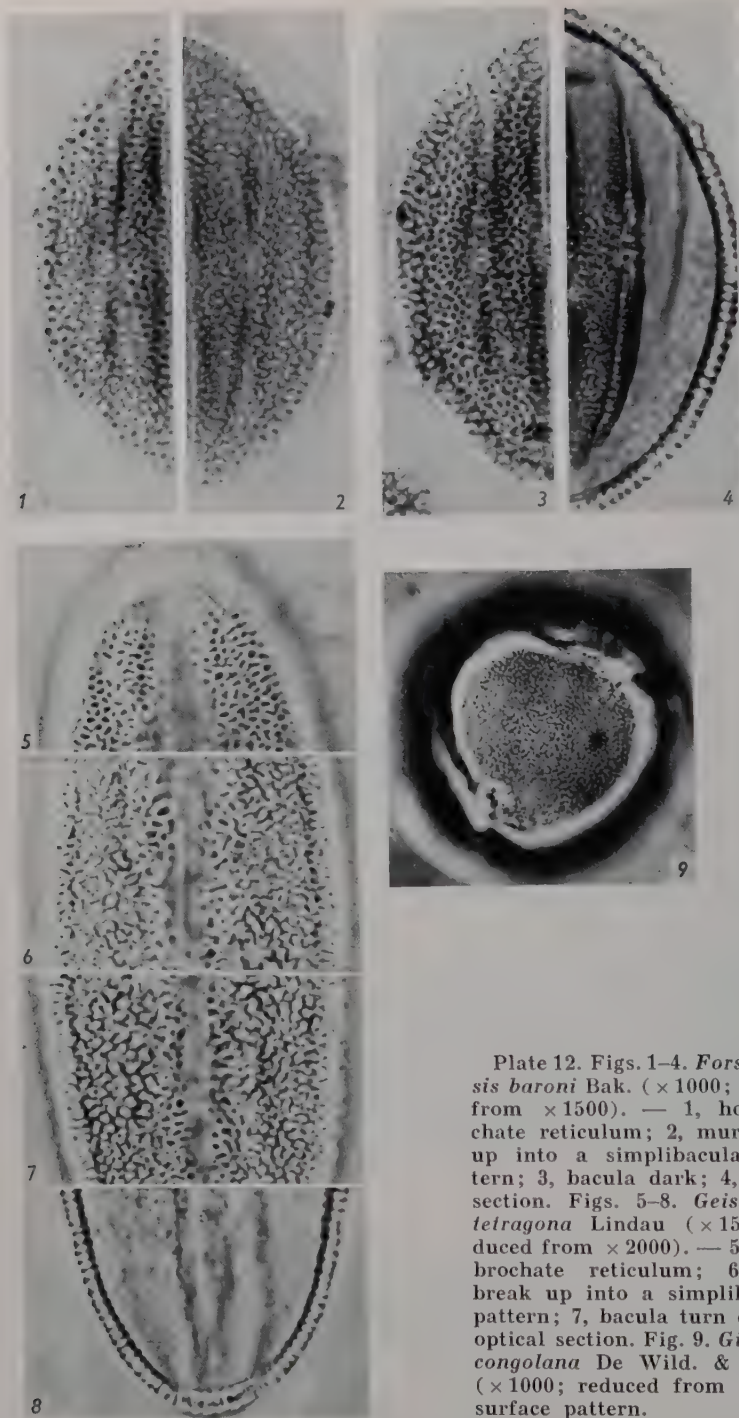 1
2
3
4
5
6
7
8
9
Plate 12. Figs. 1–4. Fors
sis baroni Bak. (×1000;
from ×1500). — 1, ho
chate reticulum; 2, mur
up into a simplibacula
tern; 3, bacula dark; 4,
section. Figs. 5–8. Geis
tetragona Lindau (×15
duced from ×2000). — 5
brochate reticulum; 6
break up into a simplil
pattern; 7, bacula turn
optical section. Fig. 9. G
congolana De Wild. &
(×1000; reduced from
surface pattern.